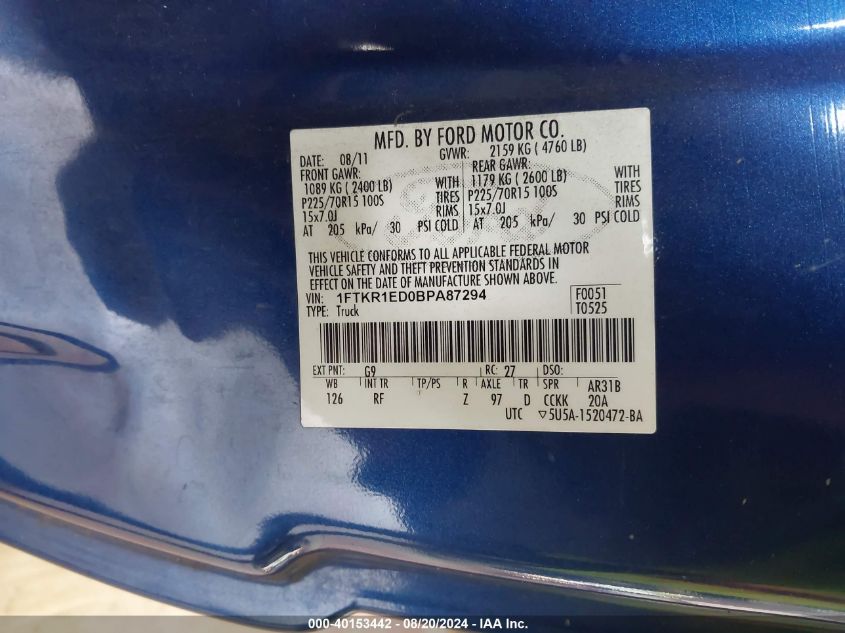 MFD. BY FORD MOTOR CO.
DATE: 08/11 GVWR: 2159 KG ( 4760 LB)
FRONT GAWR: REAR GAWR:
1089 KG ( 2400 LB) WITH 1179 KG ( 2600 LB) WITH
P225/70R15 100S TIRES P225/70R15 100S TIRES
15x7.0J RIMS 15x7.0J RIMS
AT 205 kPa/ 30 PSI COLD AT 205 kPa/ 30 PSI COLD
THIS VEHICLE CONFORMS TO ALL APPLICABLE FEDERAL MOTOR
VEHICLE SAFETY AND THEFT PREVENTION STANDARDS IN
EFFECT ON THE DATE OF MANUFACTURE SHOWN ABOVE.
VIN: 1FTKR1ED0BPA87294 F0051
TYPE: Truck T0525
EXT PNT: G9 RC: 27 DSO:
WB INT TR TP/PS R AXLE TR SPR AR31B
126 RF Z 97 D CCKK 20A
UTC ▽5U5A-1520472-BA
000-40153442 - 08/20/2024 - IAA Inc.